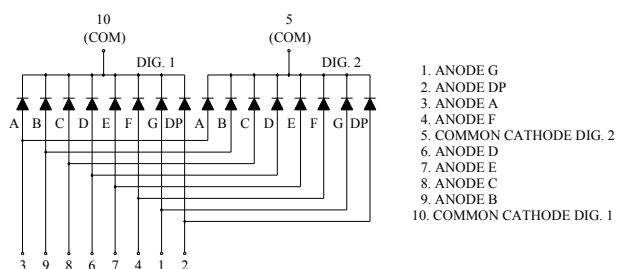 10
(COM)
5
(COM)
DIG. 1
DIG. 2
A B C D E F G DP A B C D E F G DP
3 9 8 6 7 4 1 2
1. ANODE G
2. ANODE DP
3. ANODE A
4. ANODE F
5. COMMON CATHODE DIG. 2
6. ANODE D
7. ANODE E
8. ANODE C
9. ANODE B
10. COMMON CATHODE DIG. 1